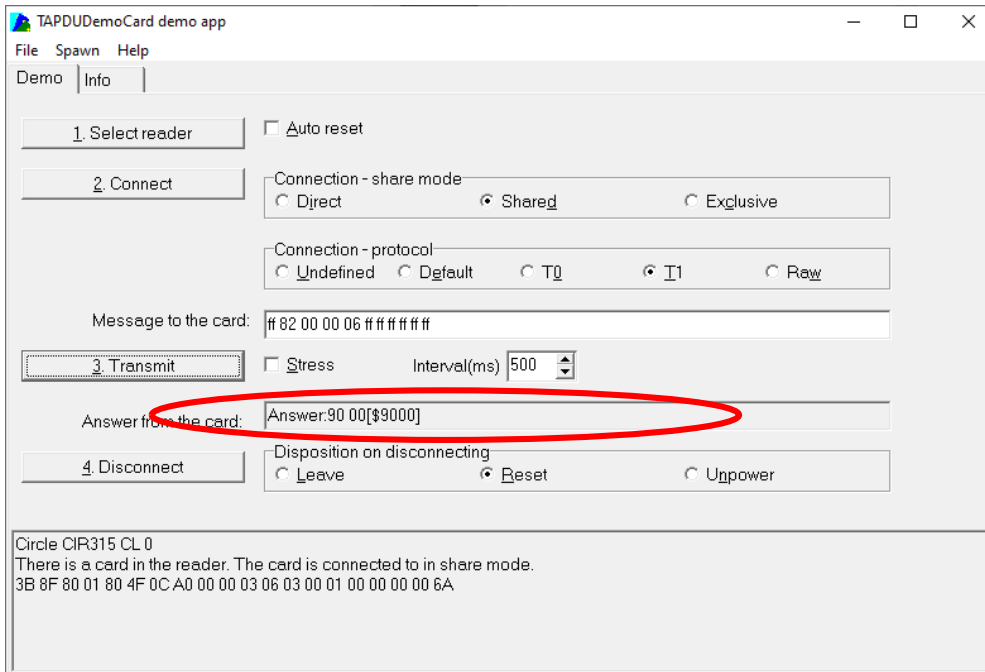 TAPDUDemoCard demo app
File Spawn Help
Demo Info
1. Select reader Auto reset
2. Connect Connection - share mode
Direct Shared Exclusive
Connection - protocol
Undefined Default T0 T1 Raw
Message to the card: ff 82 00 00 06 ff ff ff ff ff ff
3. Transmit Stress Interval(ms) 500
Answer from the card: Answer:90 00[$9000]
4. Disconnect Disposition on disconnecting
Leave Reset Unpower
Circle CIR315 CL 0
There is a card in the reader. The card is connected to in share mode.
3B 8F 80 01 80 4F 0C A0 00 00 03 06 03 00 01 00 00 00 00 6A